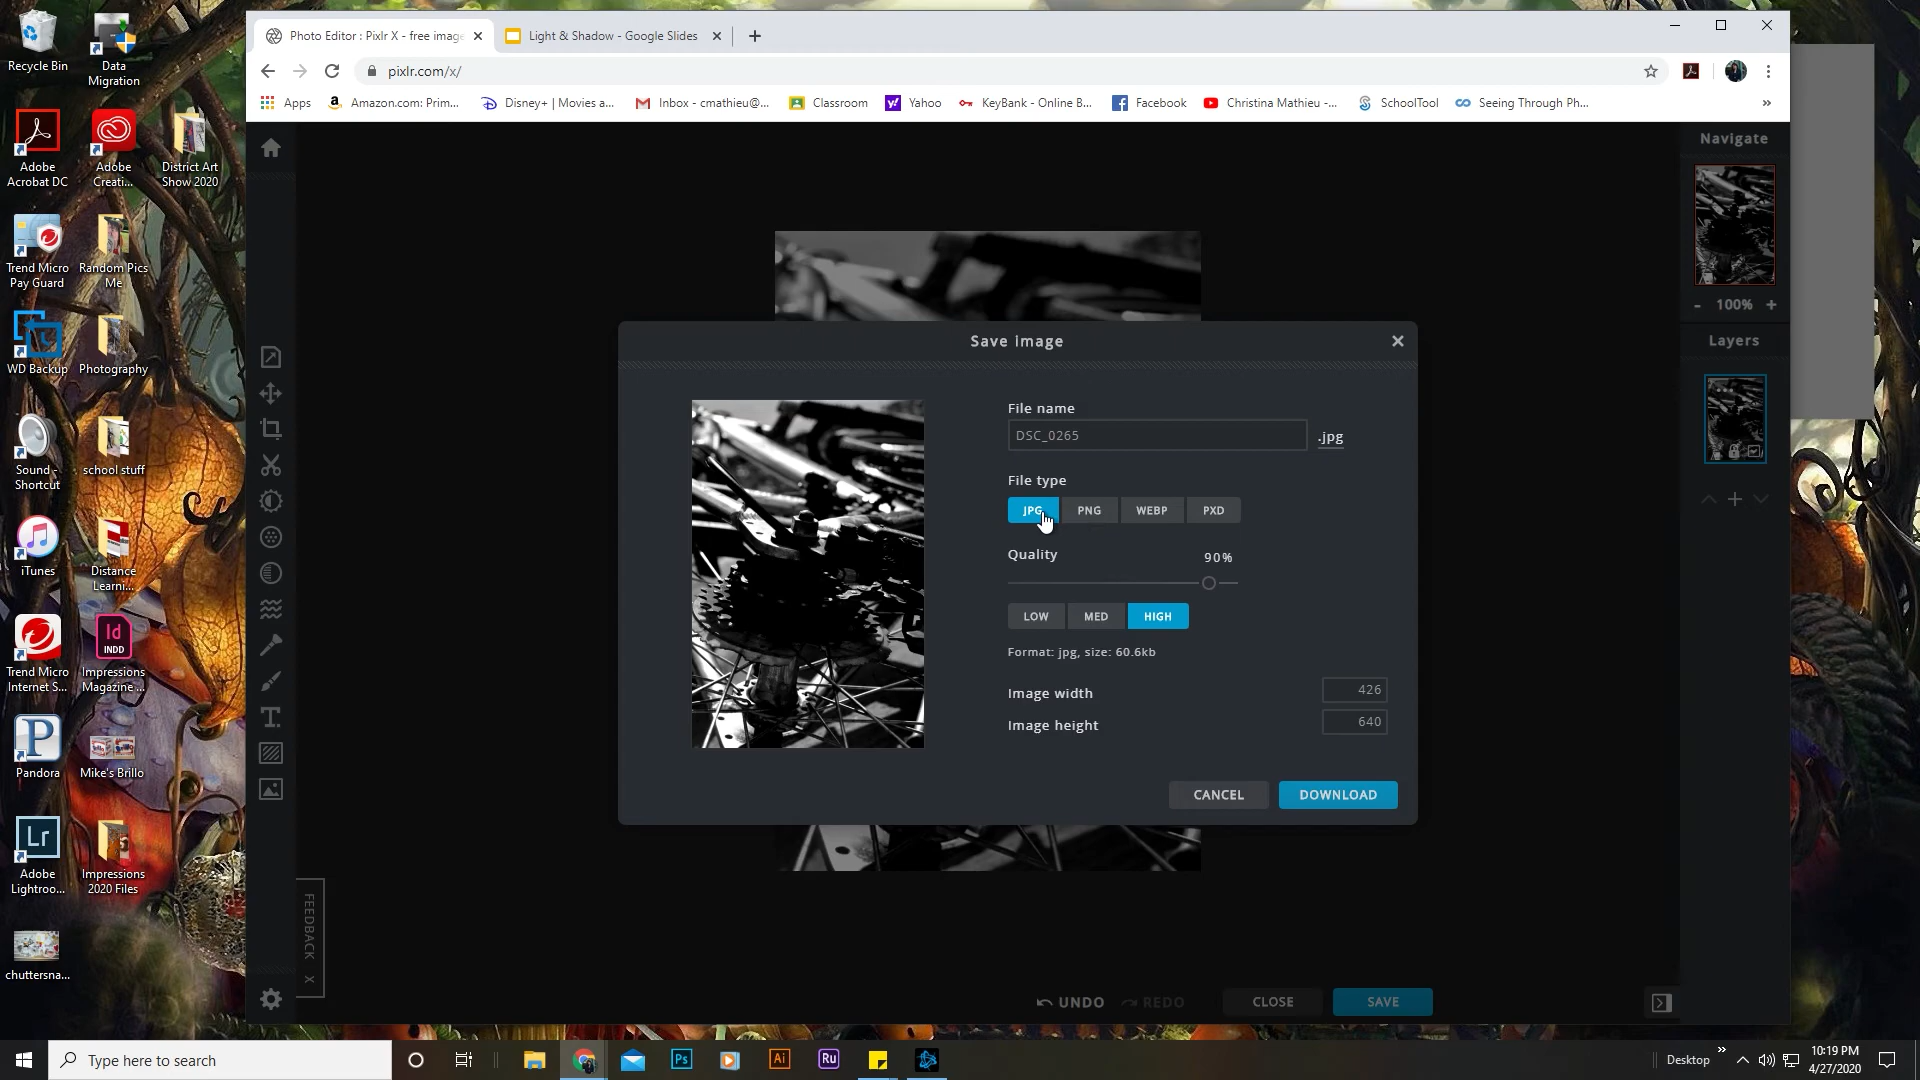 Recycle Bin
Data
Migration
Adobe
Acrobat DC
Adobe
Creati...
District Art
Show 2020
Trend Micro
Pay Guard
Random Pics
Me
WD Backup
Photography
Sound -
Shortcut
school stuff
iTunes
Distance
Learni...
Trend Micro
Internet S...
Id
INDD
Impressions
Magazine ...
Pandora
Mike's Brillo
Lr
Adobe
Lightroo...
Impressions
2020 Files
chuttersna...
Photo Editor : Pixlr X - free image
Light & Shadow - Google Slides
pixlr.com/x/
Apps
Amazon.com: Prim...
Disney+ | Movies a...
Inbox - cmathieu@...
Classroom
Yahoo
KeyBank - Online B...
Facebook
Christina Mathieu -...
SchoolTool
Seeing Through Ph...
»
Navigate
- 100% +
Layers
Save image
File name
DSC_0265
.jpg
File type
JPG
PNG
WEBP
PXD
Quality
90%
LOW
MED
HIGH
Format: jpg, size: 60.6kb
Image width
426
Image height
640
CANCEL
DOWNLOAD
FEEDBACK X
UNDO
REDO
CLOSE
SAVE
Type here to search
Ps
Ai
Ru
Desktop
»
10:19 PM
4/27/2020